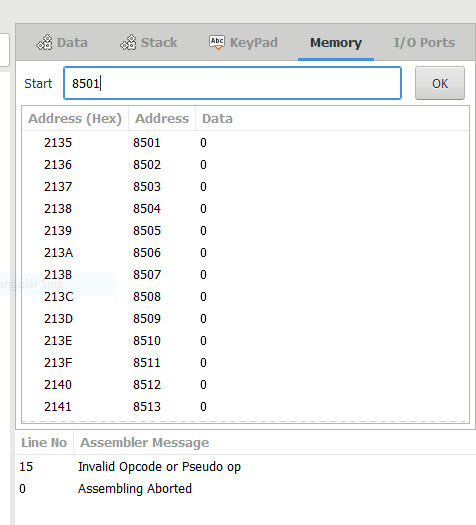 Data Stack Abc KeyPad Memory I/O Ports
Start 8501 OK
Address (Hex) Address Data
2135 8501 0
2136 8502 0
2137 8503 0
2138 8504 0
2139 8505 0
213A 8506 0
213B 8507 0
angular Snip
213C 8508 0
213D 8509 0
213E 8510 0
213F 8511 0
2140 8512 0
2141 8513 0
Line No Assembler Message
15 Invalid Opcode or Pseudo op
0 Assembling Aborted